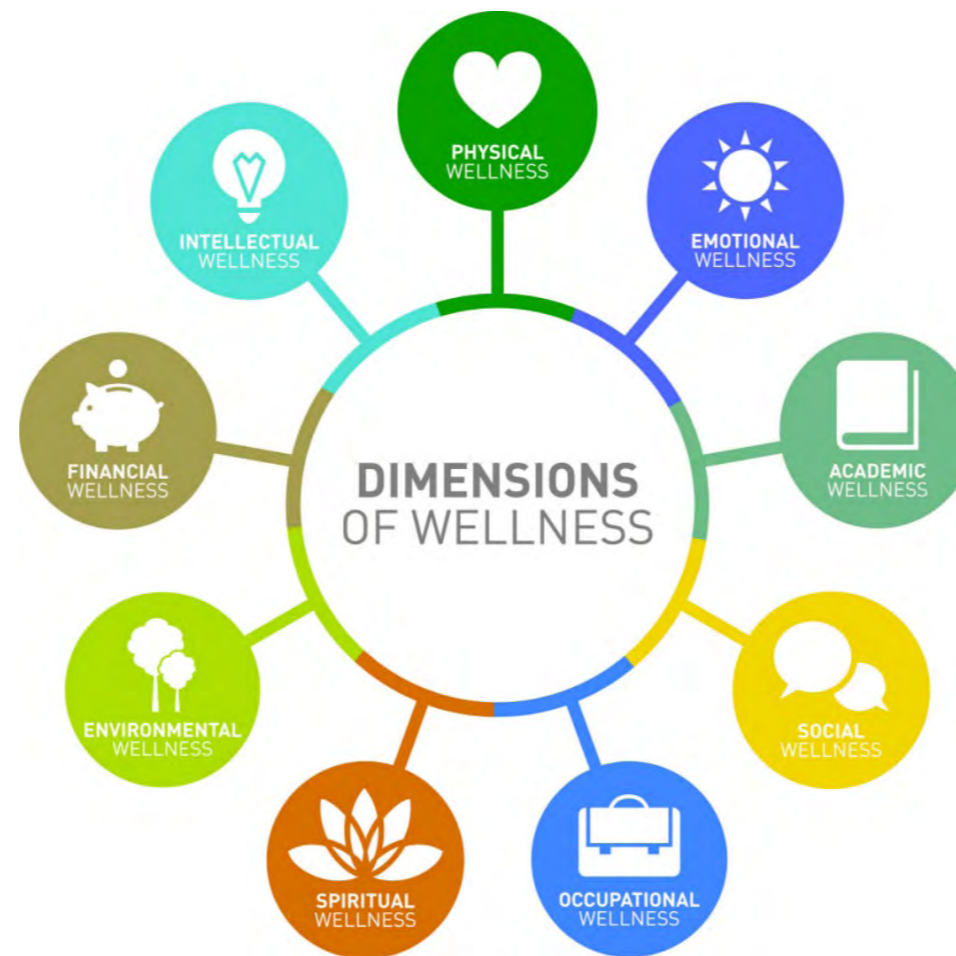 DIMENSIONS
OF WELLNESS
PHYSICAL
WELLNESS
EMOTIONAL
WELLNESS
ACADEMIC
WELLNESS
SOCIAL
WELLNESS
OCCUPATIONAL
WELLNESS
SPIRITUAL
WELLNESS
ENVIRONMENTAL
WELLNESS
FINANCIAL
WELLNESS
INTELLECTUAL
WELLNESS